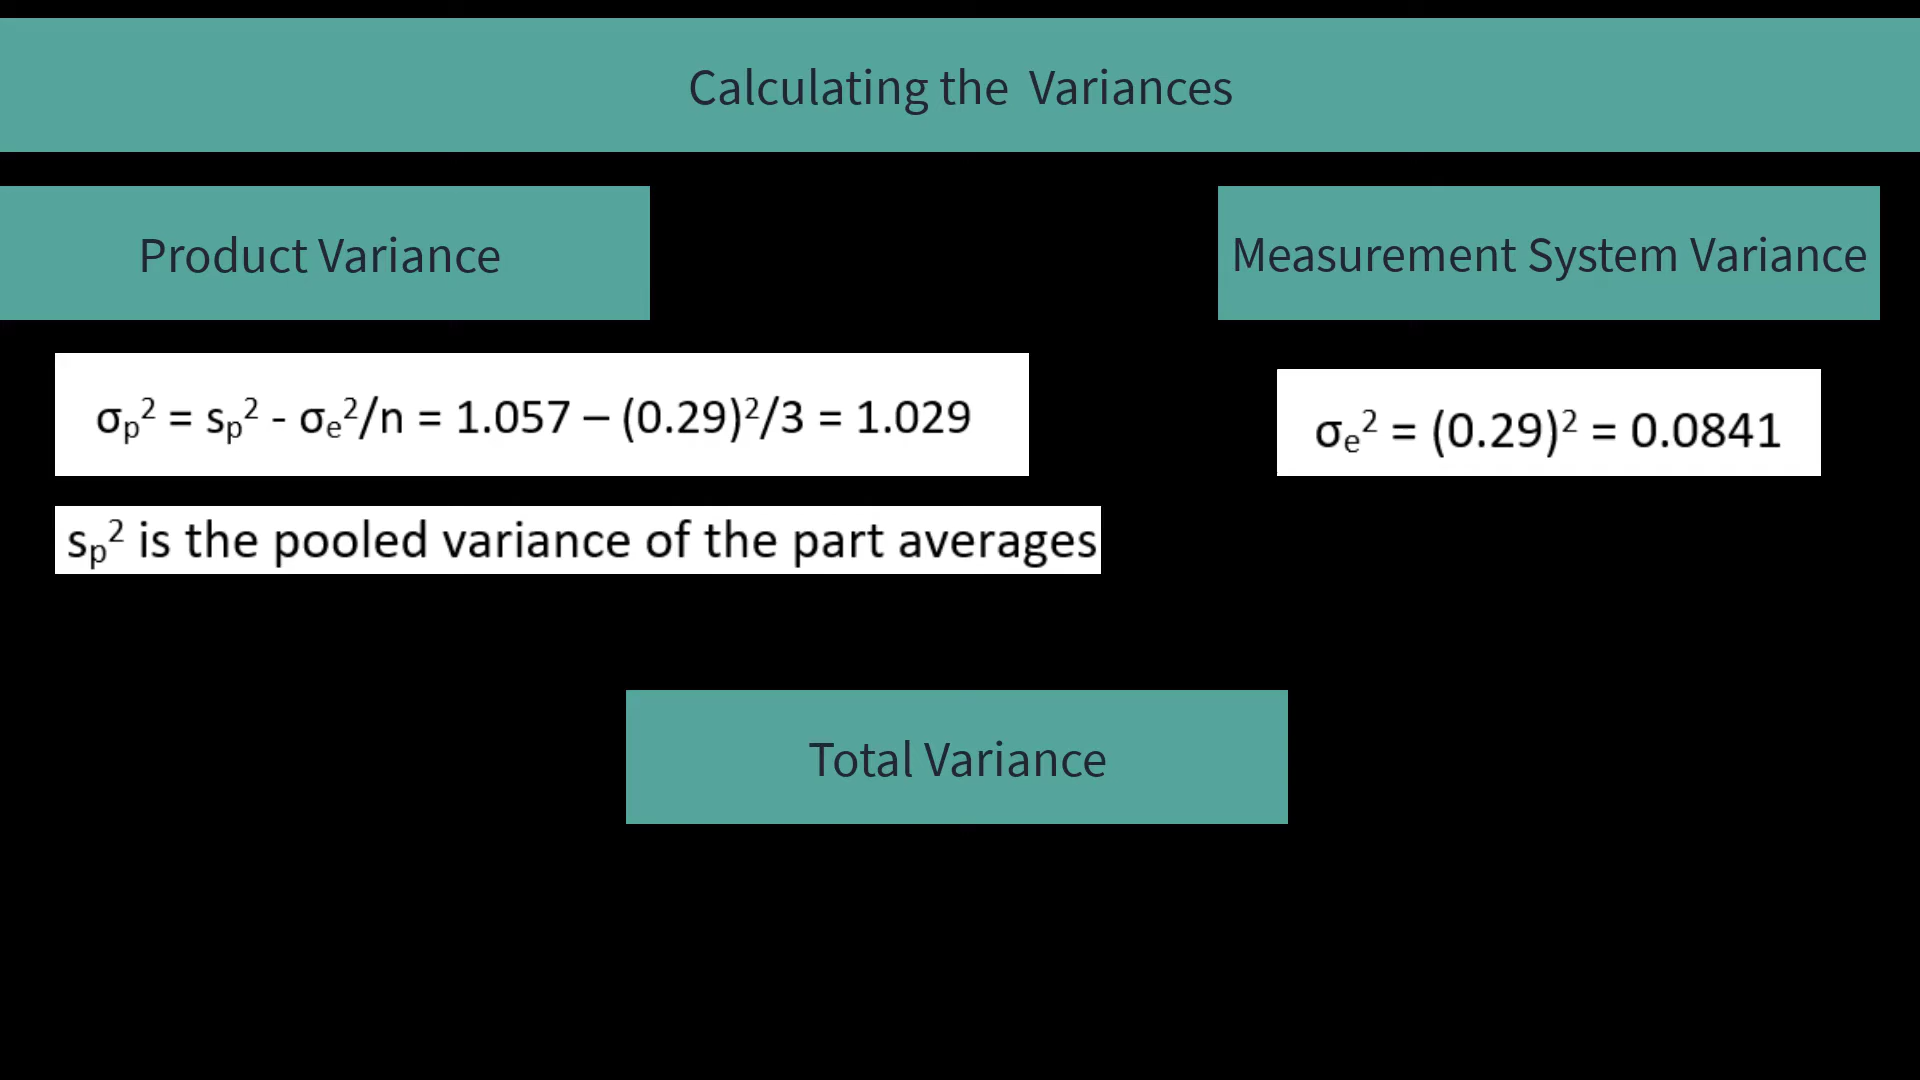 Calculating the  Variances
Product Variance
Measurement System Variance
σₚ² = sₚ² - σₑ²/n = 1.057 – (0.29)²/3 = 1.029
σₑ² = (0.29)² = 0.0841
sₚ² is the pooled variance of the part averages
Total Variance